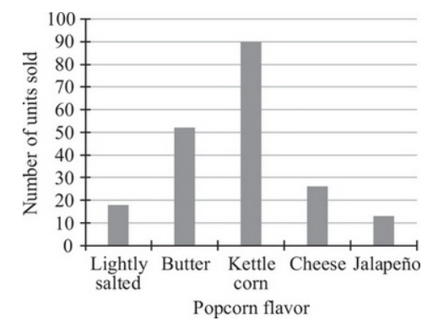 Number of units sold
100
90
80
70
60
50
40
30
20
10
0
Lightly salted
Butter
Kettle corn
Cheese
Jalapeño
Popcorn flavor